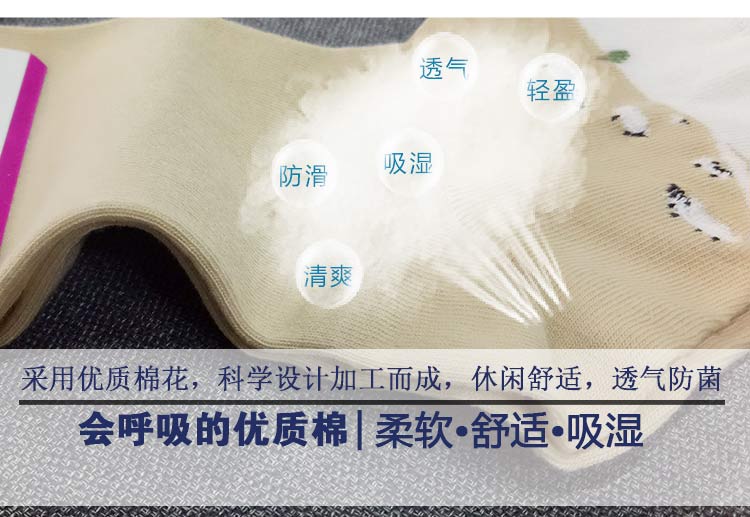 透气
轻盈
防滑
吸湿
清爽
采用优质棉花，科学设计加工而成，休闲舒适，透气防菌
会呼吸的优质棉|柔软•舒适•吸湿